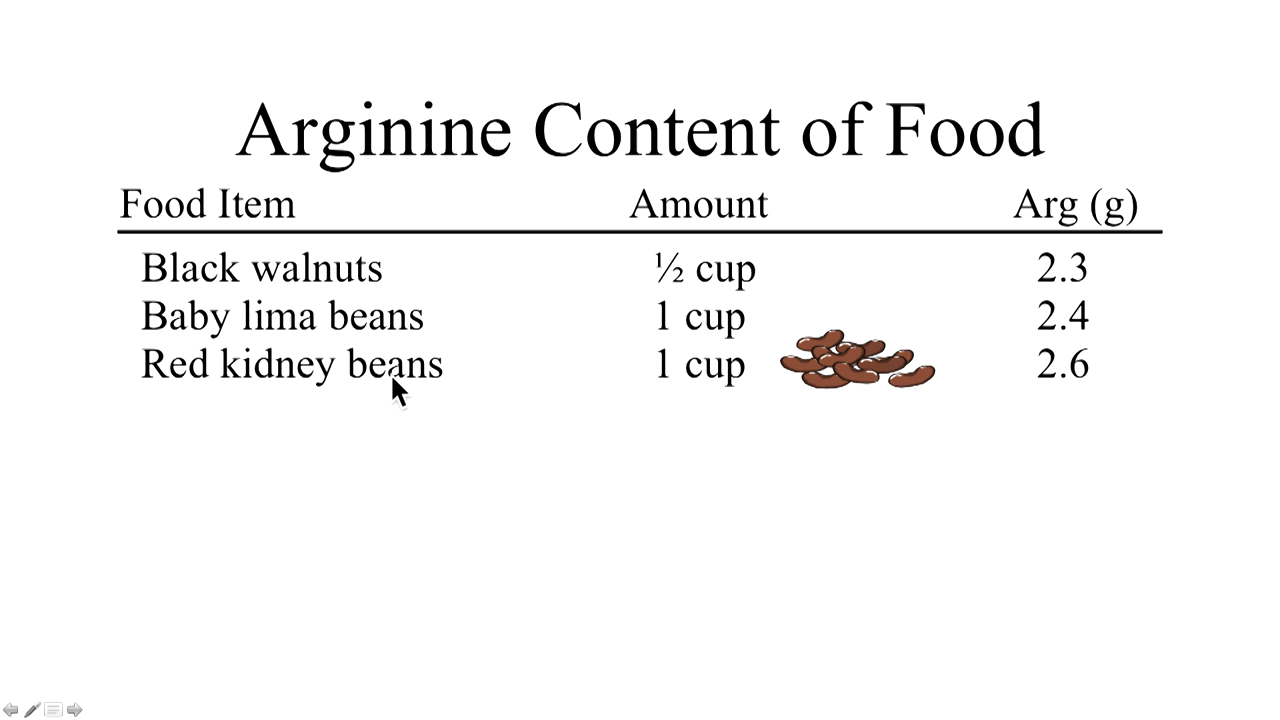 Arginine Content of Food
Food Item Amount Arg (g)
Black walnuts ½ cup 2.3
Baby lima beans 1 cup 2.4
Red kidney beans 1 cup 2.6